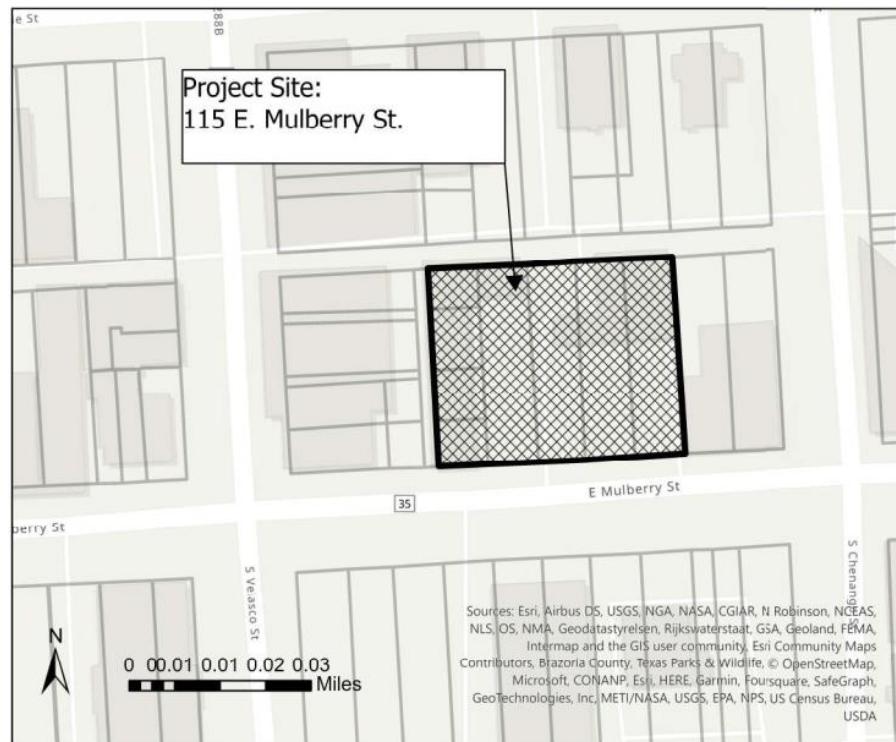 le St
288B
Project Site:
115 E. Mulberry St.
E Mulberry St
35
berry St
S Velasco St
S Chenango St
Sources: Esri, Airbus DS, USGS, NGA, NASA, CGIAR, N Robinson, NCEAS,
NLS, OS, NMA, Geodatastyrelsen, Rijkswaterstaat, GSA, Geoland, FEMA,
Intermap and the GIS user community, Esri Community Maps
Contributors, Brazoria County, Texas Parks & Wildlife, © OpenStreetMap,
Microsoft, CONANP, Esri, HERE, Garmin, Foursquare, SafeGraph,
GeoTechnologies, Inc, METI/NASA, USGS, EPA, NPS, US Census Bureau,
USDA
N
0 00.01 0.01 0.02 0.03
Miles